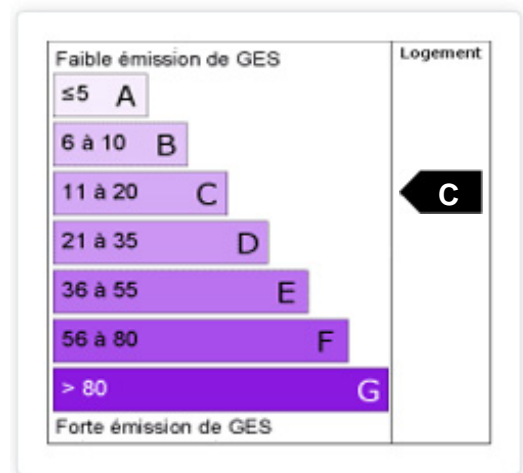 Faible émission de GES
Logement
≤5 A
6 à 10 B
11 à 20 C
C
21 à 35 D
36 à 55 E
56 à 80 F
> 80 G
Forte émission de GES